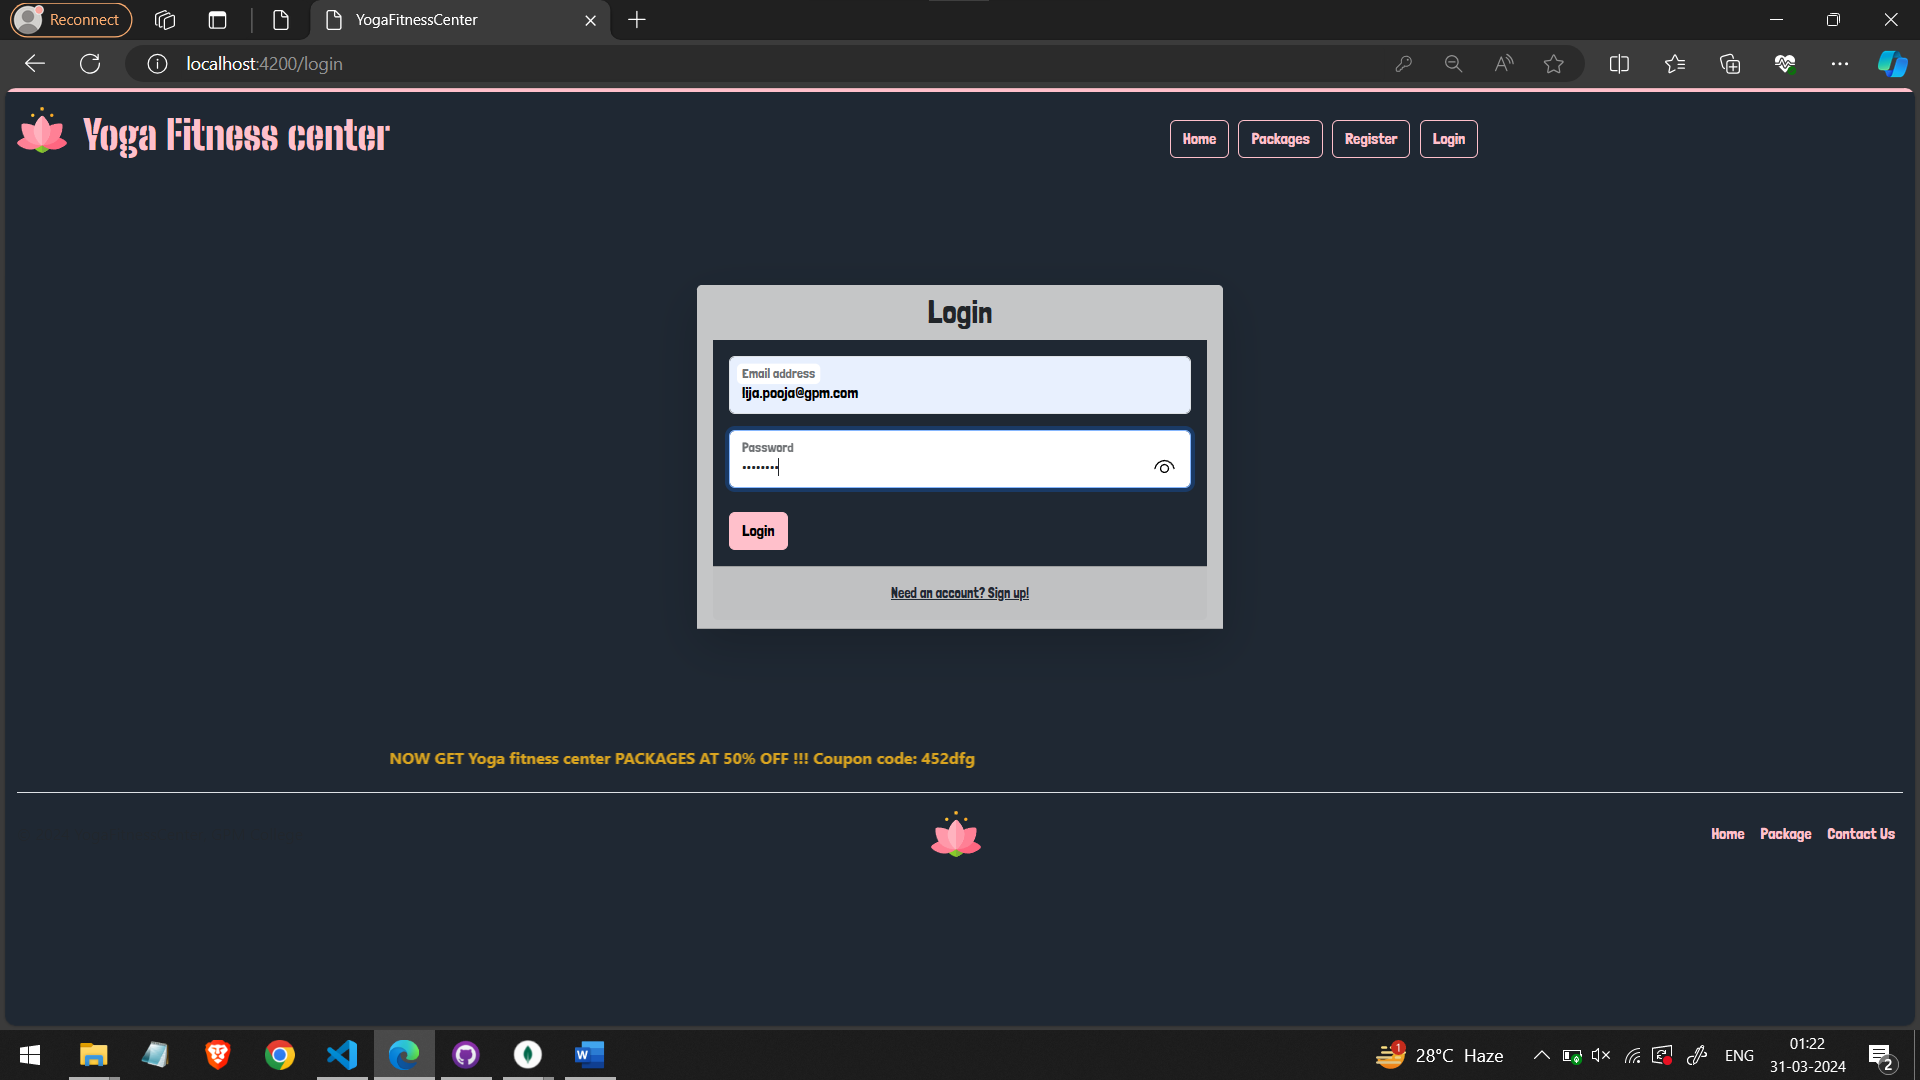 Reconnect
YogaFitnessCenter
localhost:4200/login
Yoga Fitness center
Home
Packages
Register
Login
Login
Email address
lija.pooja@gpm.com
Password
Login
Need an account? Sign up!
NOW GET Yoga fitness center PACKAGES AT 50% OFF !!! Coupon code: 452dfg
Home
Package
Contact Us
1
28°C Haze
ENG
01:22
31-03-2024
2